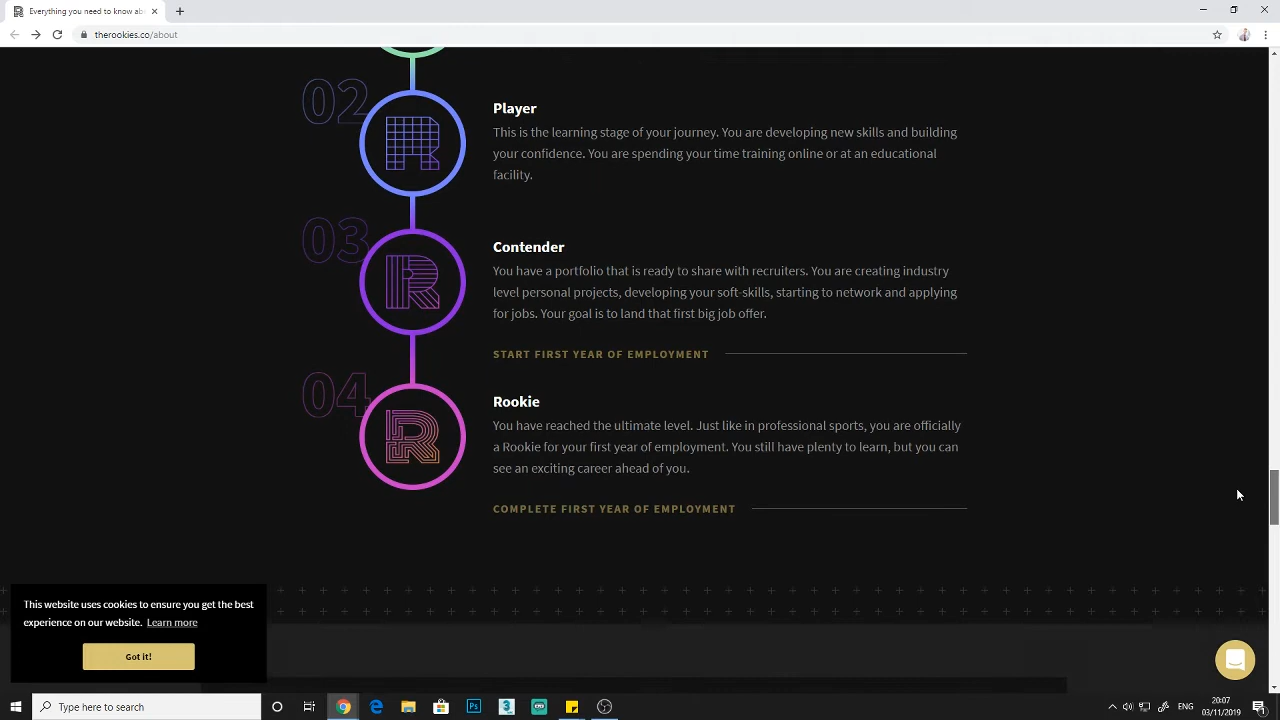 Everything you need to know ab
therookies.co/about
02
Player
This is the learning stage of your journey. You are developing new skills and building
your confidence. You are spending your time training online or at an educational
facility.
03
Contender
You have a portfolio that is ready to share with recruiters. You are creating industry
level personal projects, developing your soft-skills, starting to network and applying
for jobs. Your goal is to land that first big job offer.
START FIRST YEAR OF EMPLOYMENT
04
Rookie
You have reached the ultimate level. Just like in professional sports, you are officially
a Rookie for your first year of employment. You still have plenty to learn, but you can
see an exciting career ahead of you.
COMPLETE FIRST YEAR OF EMPLOYMENT
This website uses cookies to ensure you get the best
experience on our website. Learn more
Got it!
Type here to search
Ps
3
ENG
20:07
03/11/2019
1